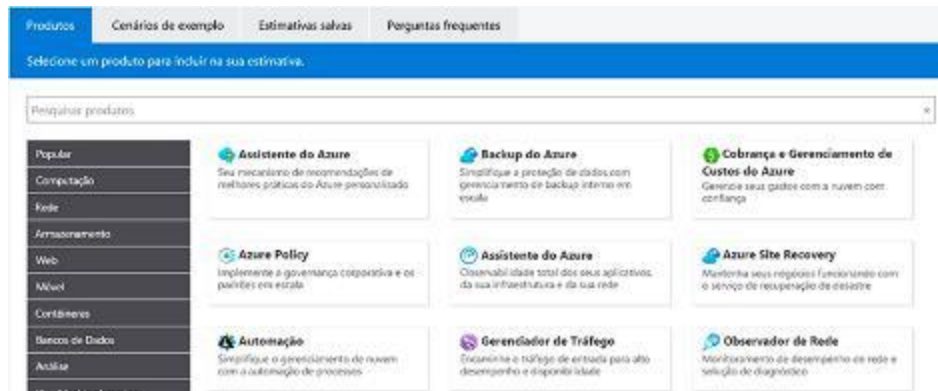 Produtos
Cenários de exemplo
Estimativas salvas
Perguntas frequentes
Selecione um produto para incluir na sua estimativa.
Pesquisar produtos
×
Popular
Computação
Rede
Armazenamento
Web
Móvel
Contêineres
Bancos de Dados
Análise
Assistente do Azure
Seu mecanismo de recomendações de
melhores práticas do Azure personalizado
Backup do Azure
Simplifique a proteção de dados com
gerenciamento de backup interno em
escala
Cobrança e Gerenciamento de
Custos do Azure
Gerencie seus gastos com a nuvem com
confiança
Azure Policy
Implemente a governança corporativa e os
padrões em escala
Assistente do Azure
Observabilidade total dos seus aplicativos,
da sua infraestrutura e da sua rede
Azure Site Recovery
Mantenha seus negócios funcionando com
o serviço de recuperação de desastre
Automação
Simplifique o gerenciamento de nuvem
com a automação de processos
Gerenciador de Tráfego
Encaminhe o tráfego de entrada para alto
desempenho e disponibilidade
Observador de Rede
Monitoramento de desempenho de rede e
solução de diagnóstico